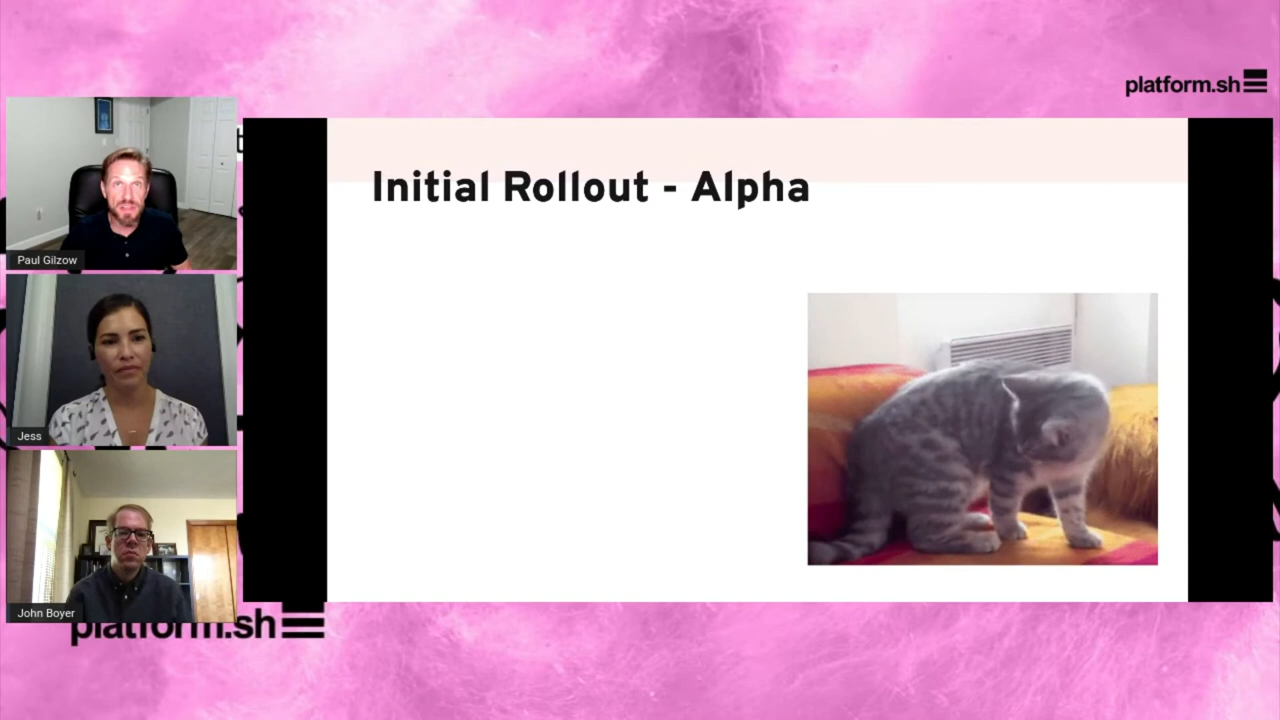 platform.sh
Initial Rollout - Alpha
Paul Gilzow
Jess
John Boyer
platform.sh